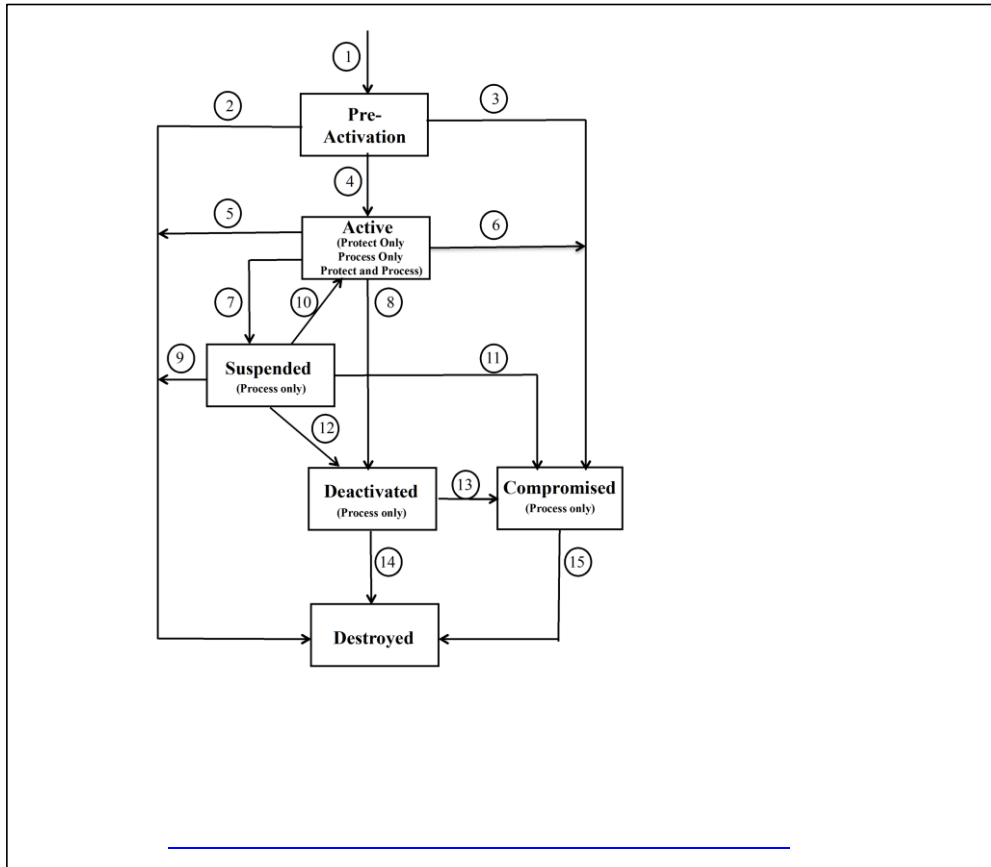 1
2
3
Pre-
Activation
4
5
6
Active
(Protect Only
Process Only
Protect and Process)
7
10
8
9
11
Suspended
(Process only)
12
Deactivated
(Process only)
13
Compromised
(Process only)
14
15
Destroyed